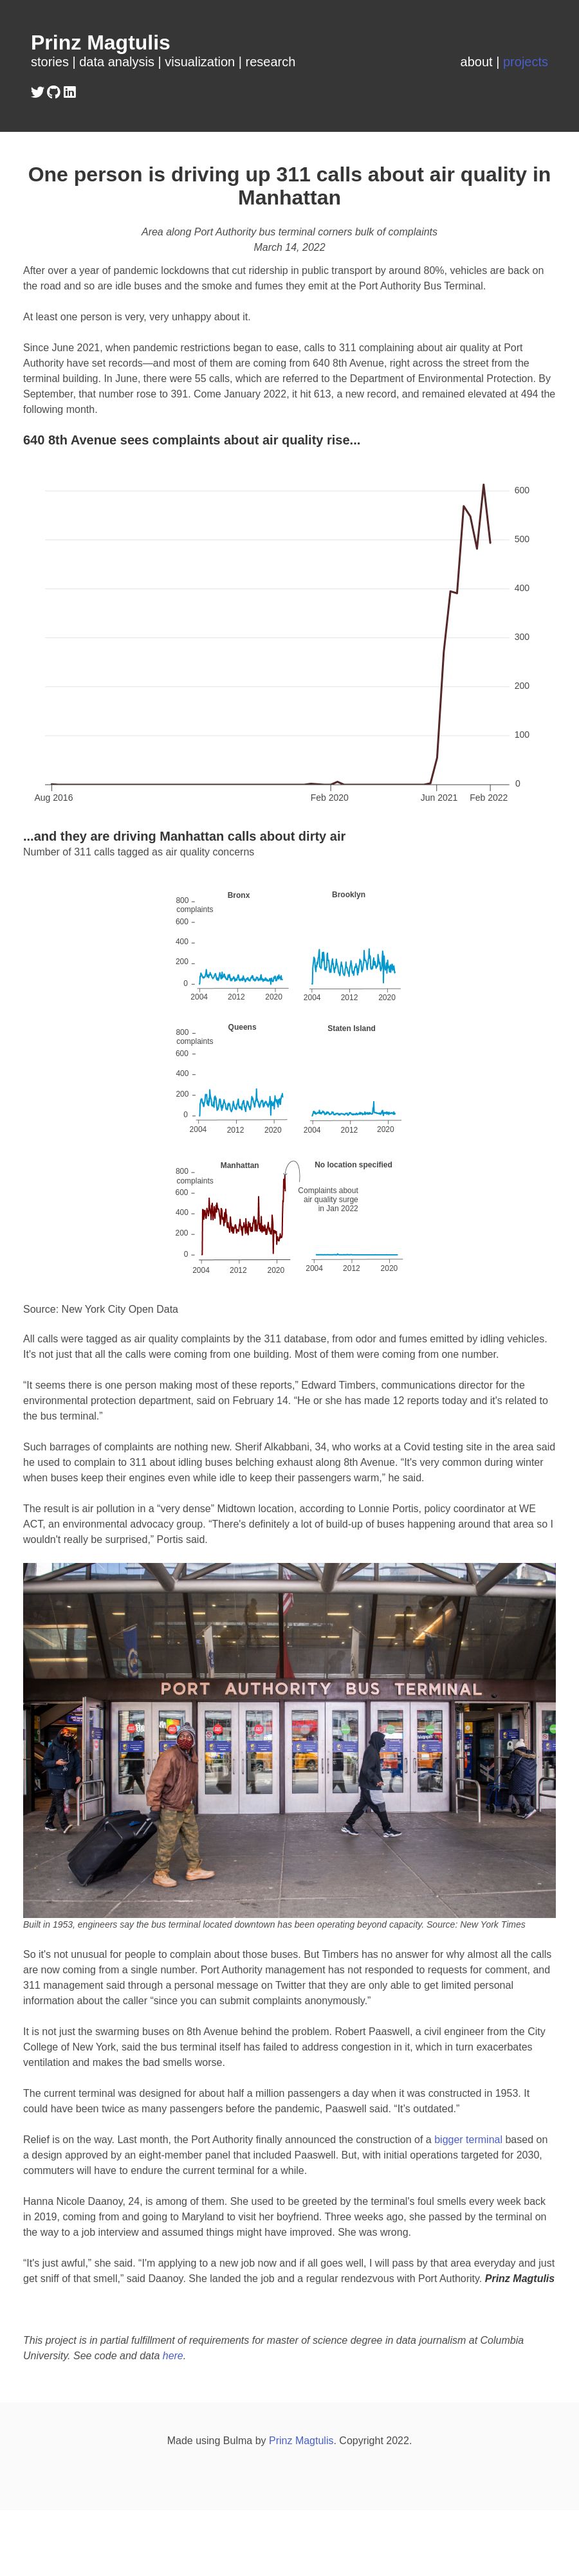 Prinz Magtulis
stories | data analysis | visualization | research
about | projects
One person is driving up 311 calls about air quality in
Manhattan
Area along Port Authority bus terminal corners bulk of complaints
March 14, 2022
After over a year of pandemic lockdowns that cut ridership in public transport by around 80%, vehicles are back on
the road and so are idle buses and the smoke and fumes they emit at the Port Authority Bus Terminal.
At least one person is very, very unhappy about it.
Since June 2021, when pandemic restrictions began to ease, calls to 311 complaining about air quality at Port
Authority have set records—and most of them are coming from 640 8th Avenue, right across the street from the
terminal building. In June, there were 55 calls, which are referred to the Department of Environmental Protection. By
September, that number rose to 391. Come January 2022, it hit 613, a new record, and remained elevated at 494 the
following month.
640 8th Avenue sees complaints about air quality rise...
600
500
400
300
200
100
0
Aug 2016
Feb 2020
Jun 2021
Feb 2022
...and they are driving Manhattan calls about dirty air
Number of 311 calls tagged as air quality concerns
Bronx
800
complaints
600
400
200
0
2004
2012
2020
Brooklyn
2004
2012
2020
Queens
800
complaints
600
400
200
0
2004
2012
2020
Staten Island
2004
2012
2020
Manhattan
800
complaints
600
400
200
0
2004
2012
2020
No location specified
Complaints about
air quality surge
in Jan 2022
2004
2012
2020
Source: New York City Open Data
All calls were tagged as air quality complaints by the 311 database, from odor and fumes emitted by idling vehicles.
It's not just that all the calls were coming from one building. Most of them were coming from one number.
“It seems there is one person making most of these reports,” Edward Timbers, communications director for the
environmental protection department, said on February 14. “He or she has made 12 reports today and it's related to
the bus terminal.”
Such barrages of complaints are nothing new. Sherif Alkabbani, 34, who works at a Covid testing site in the area said
he used to complain to 311 about idling buses belching exhaust along 8th Avenue. “It's very common during winter
when buses keep their engines even while idle to keep their passengers warm,” he said.
The result is air pollution in a “very dense” Midtown location, according to Lonnie Portis, policy coordinator at WE
ACT, an environmental advocacy group. “There's definitely a lot of build-up of buses happening around that area so I
wouldn't really be surprised,” Portis said.
PORT AUTHORITY BUS TERMINAL
Built in 1953, engineers say the bus terminal located downtown has been operating beyond capacity. Source: New York Times
So it's not unusual for people to complain about those buses. But Timbers has no answer for why almost all the calls
are now coming from a single number. Port Authority management has not responded to requests for comment, and
311 management said through a personal message on Twitter that they are only able to get limited personal
information about the caller “since you can submit complaints anonymously.”
It is not just the swarming buses on 8th Avenue behind the problem. Robert Paaswell, a civil engineer from the City
College of New York, said the bus terminal itself has failed to address congestion in it, which in turn exacerbates
ventilation and makes the bad smells worse.
The current terminal was designed for about half a million passengers a day when it was constructed in 1953. It
could have been twice as many passengers before the pandemic, Paaswell said. “It's outdated.”
Relief is on the way. Last month, the Port Authority finally announced the construction of a bigger terminal based on
a design approved by an eight-member panel that included Paaswell. But, with initial operations targeted for 2030,
commuters will have to endure the current terminal for a while.
Hanna Nicole Daanoy, 24, is among of them. She used to be greeted by the terminal's foul smells every week back
in 2019, coming from and going to Maryland to visit her boyfriend. Three weeks ago, she passed by the terminal on
the way to a job interview and assumed things might have improved. She was wrong.
“It's just awful,” she said. “I'm applying to a new job now and if all goes well, I will pass by that area everyday and just
get sniff of that smell,” said Daanoy. She landed the job and a regular rendezvous with Port Authority. Prinz Magtulis
This project is in partial fulfillment of requirements for master of science degree in data journalism at Columbia
University. See code and data here.
Made using Bulma by Prinz Magtulis. Copyright 2022.